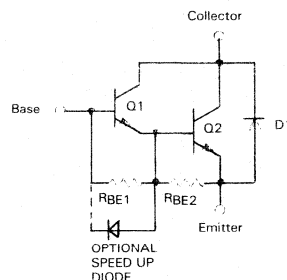 Collector
Base
Q1
Q2
D1
RBE1
RBE2
Emitter
OPTIONAL
SPEED UP
DIODE